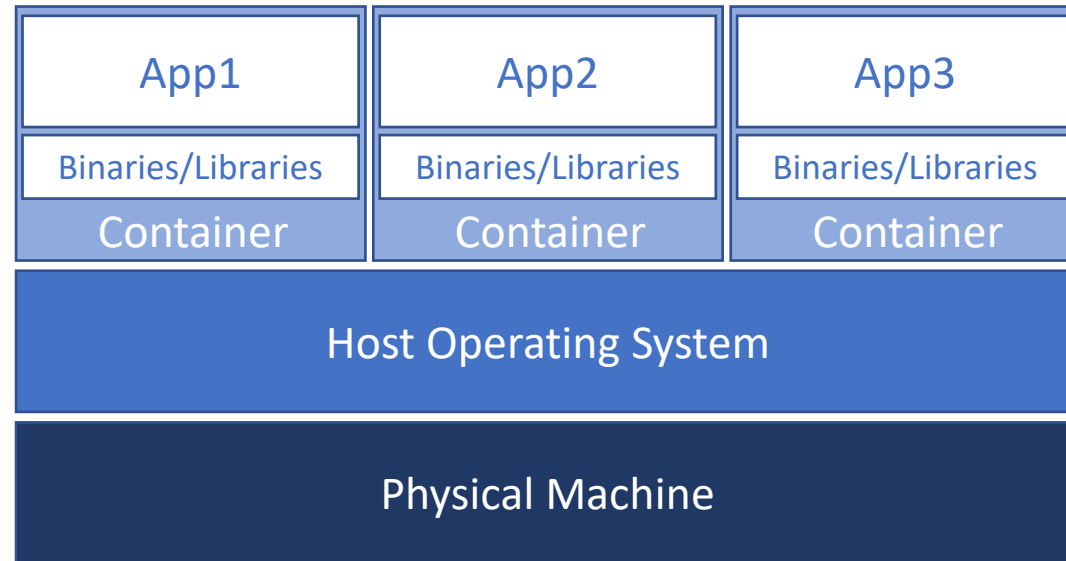 App1
App2
App3
Binaries/Libraries
Binaries/Libraries
Binaries/Libraries
Container
Container
Container
Host Operating System
Physical Machine